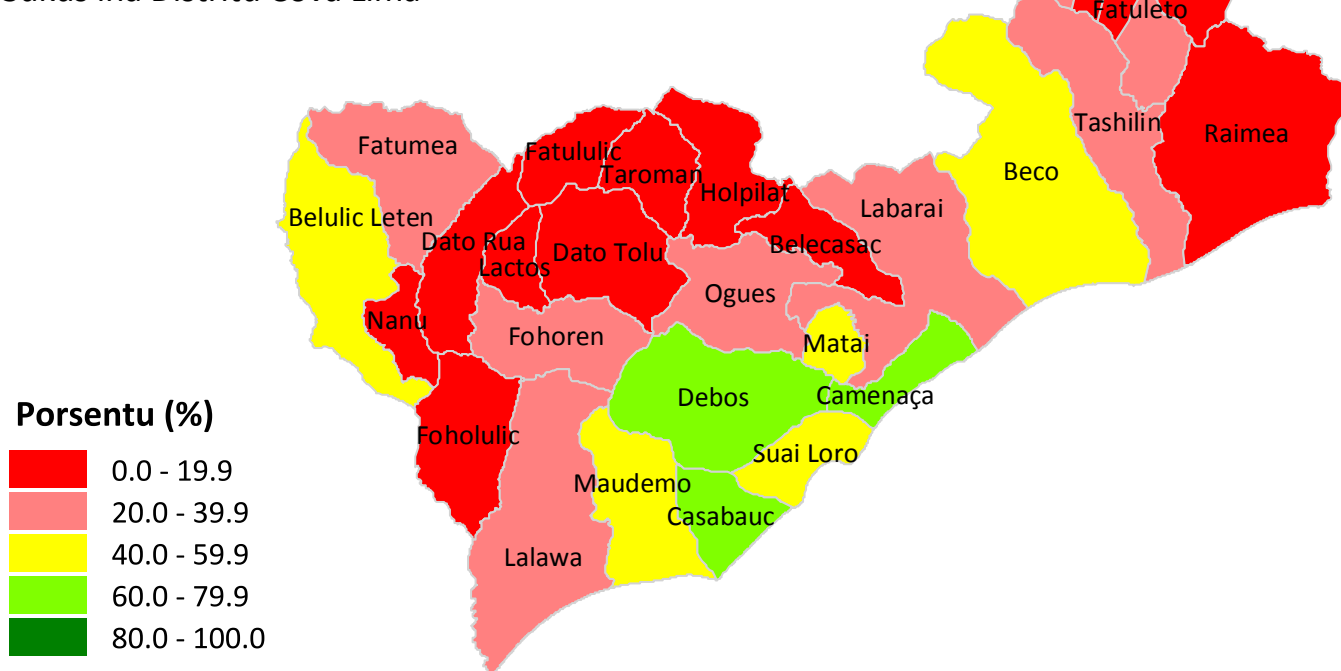 Fatuleto
Tashilin
Raimea
Fatumea
Fatululic
Taroman
Holpilat
Beco
Belulic Leten
Labarai
Dato Rua
Lactos
Dato Tolu
Belecasac
Ogues
Nanu
Fohoren
Matai
Debos
Camenaça
Foholulic
Suai Loro
Maudemo
Casabauc
Lalawa
Porsentu (%)
0.0 - 19.9
20.0 - 39.9
40.0 - 59.9
60.0 - 79.9
80.0 - 100.0